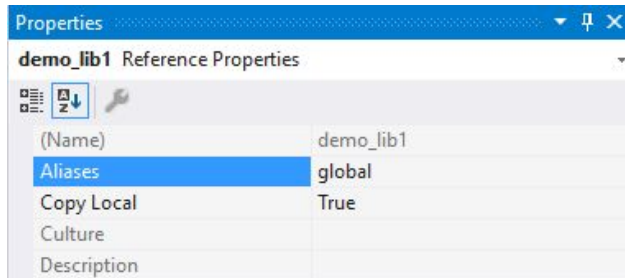 Properties
demo_lib1 Reference Properties
(Name) demo_lib1
Aliases global
Copy Local True
Culture
Description